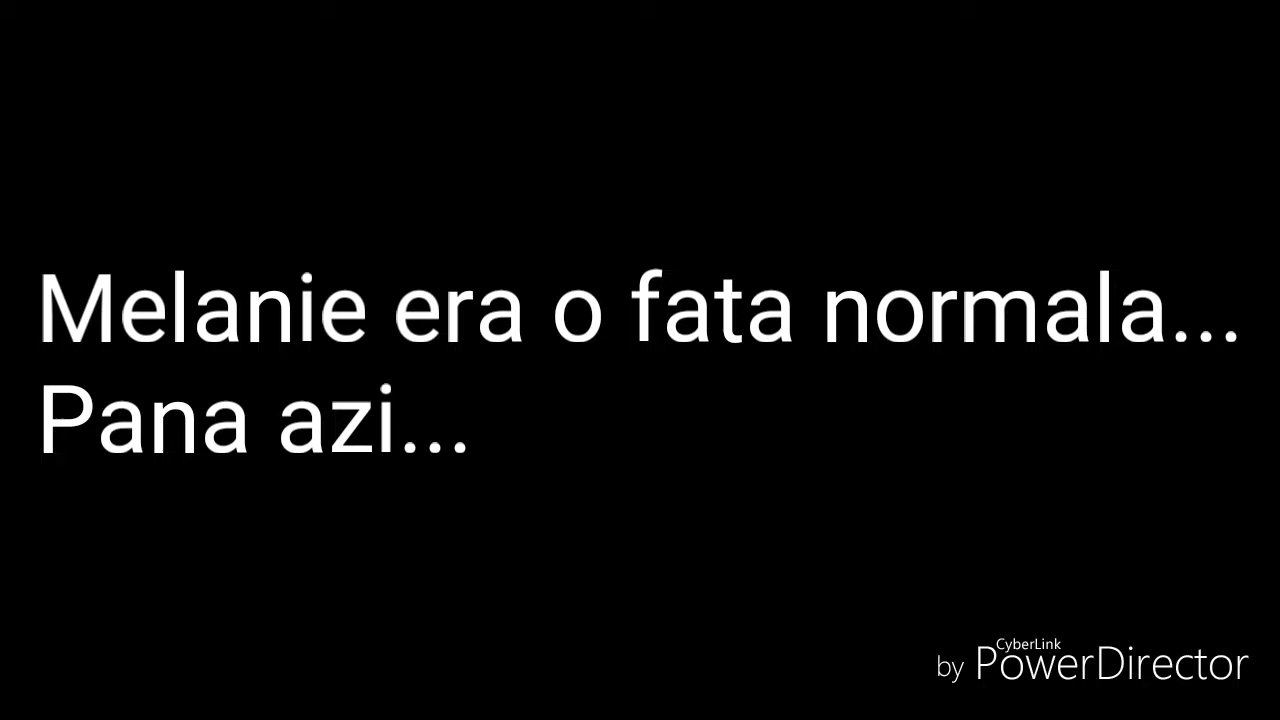 Melanie era o fata normala...
Pana azi...
CyberLink
by PowerDirector